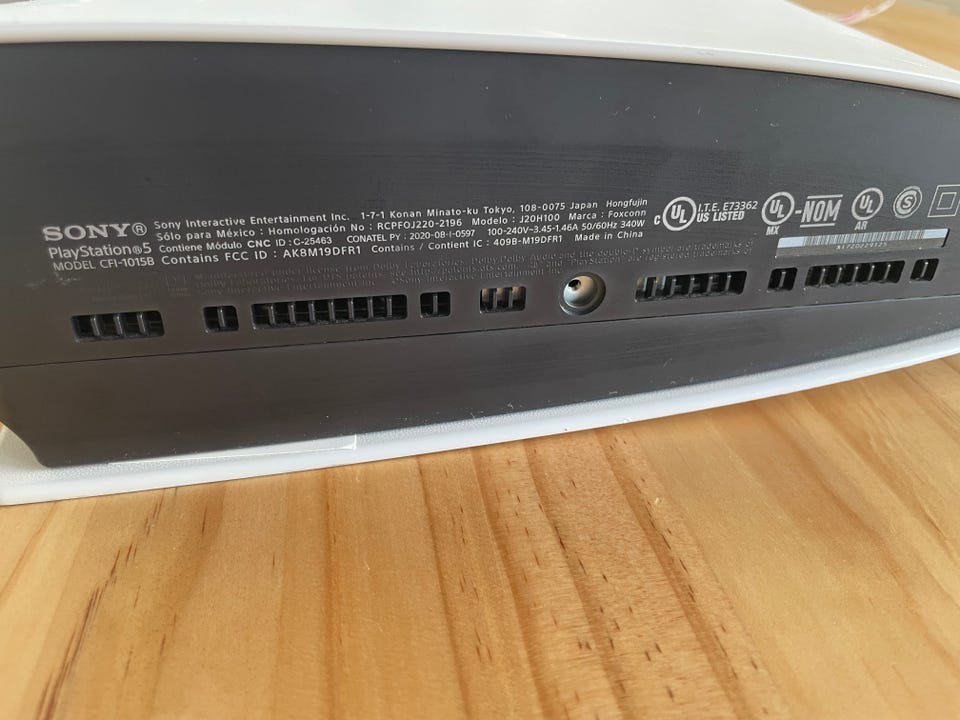 SONY® Sony Interactive Entertainment Inc. 1-7-1 Konan Minato-ku Tokyo, 108-0075 Japan Hongfujin
Sólo para México: Homologación No: RCPFOJ220-2196 Modelo: J20H100 Marca: Foxconn
PlayStation®5 Contiene Módulo CNC ID: C-25463 CONATEL PY: 2020-08-I-0597 100-240V~3.45-1.46A 50/60Hz 340W
MODEL CFI-1015B Contains FCC ID: AK8M19DFR1 Contains / Contient IC: 409B-M19DFR1 Made in China
C UL US LISTED I.T.E. E73362
UL MX
NOM
UL AR
S